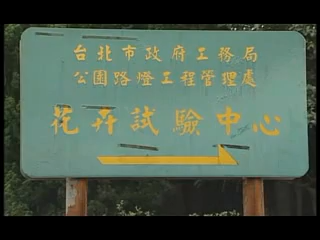 台北市政府工務局
公園路燈工程管理處
花卉試驗中心